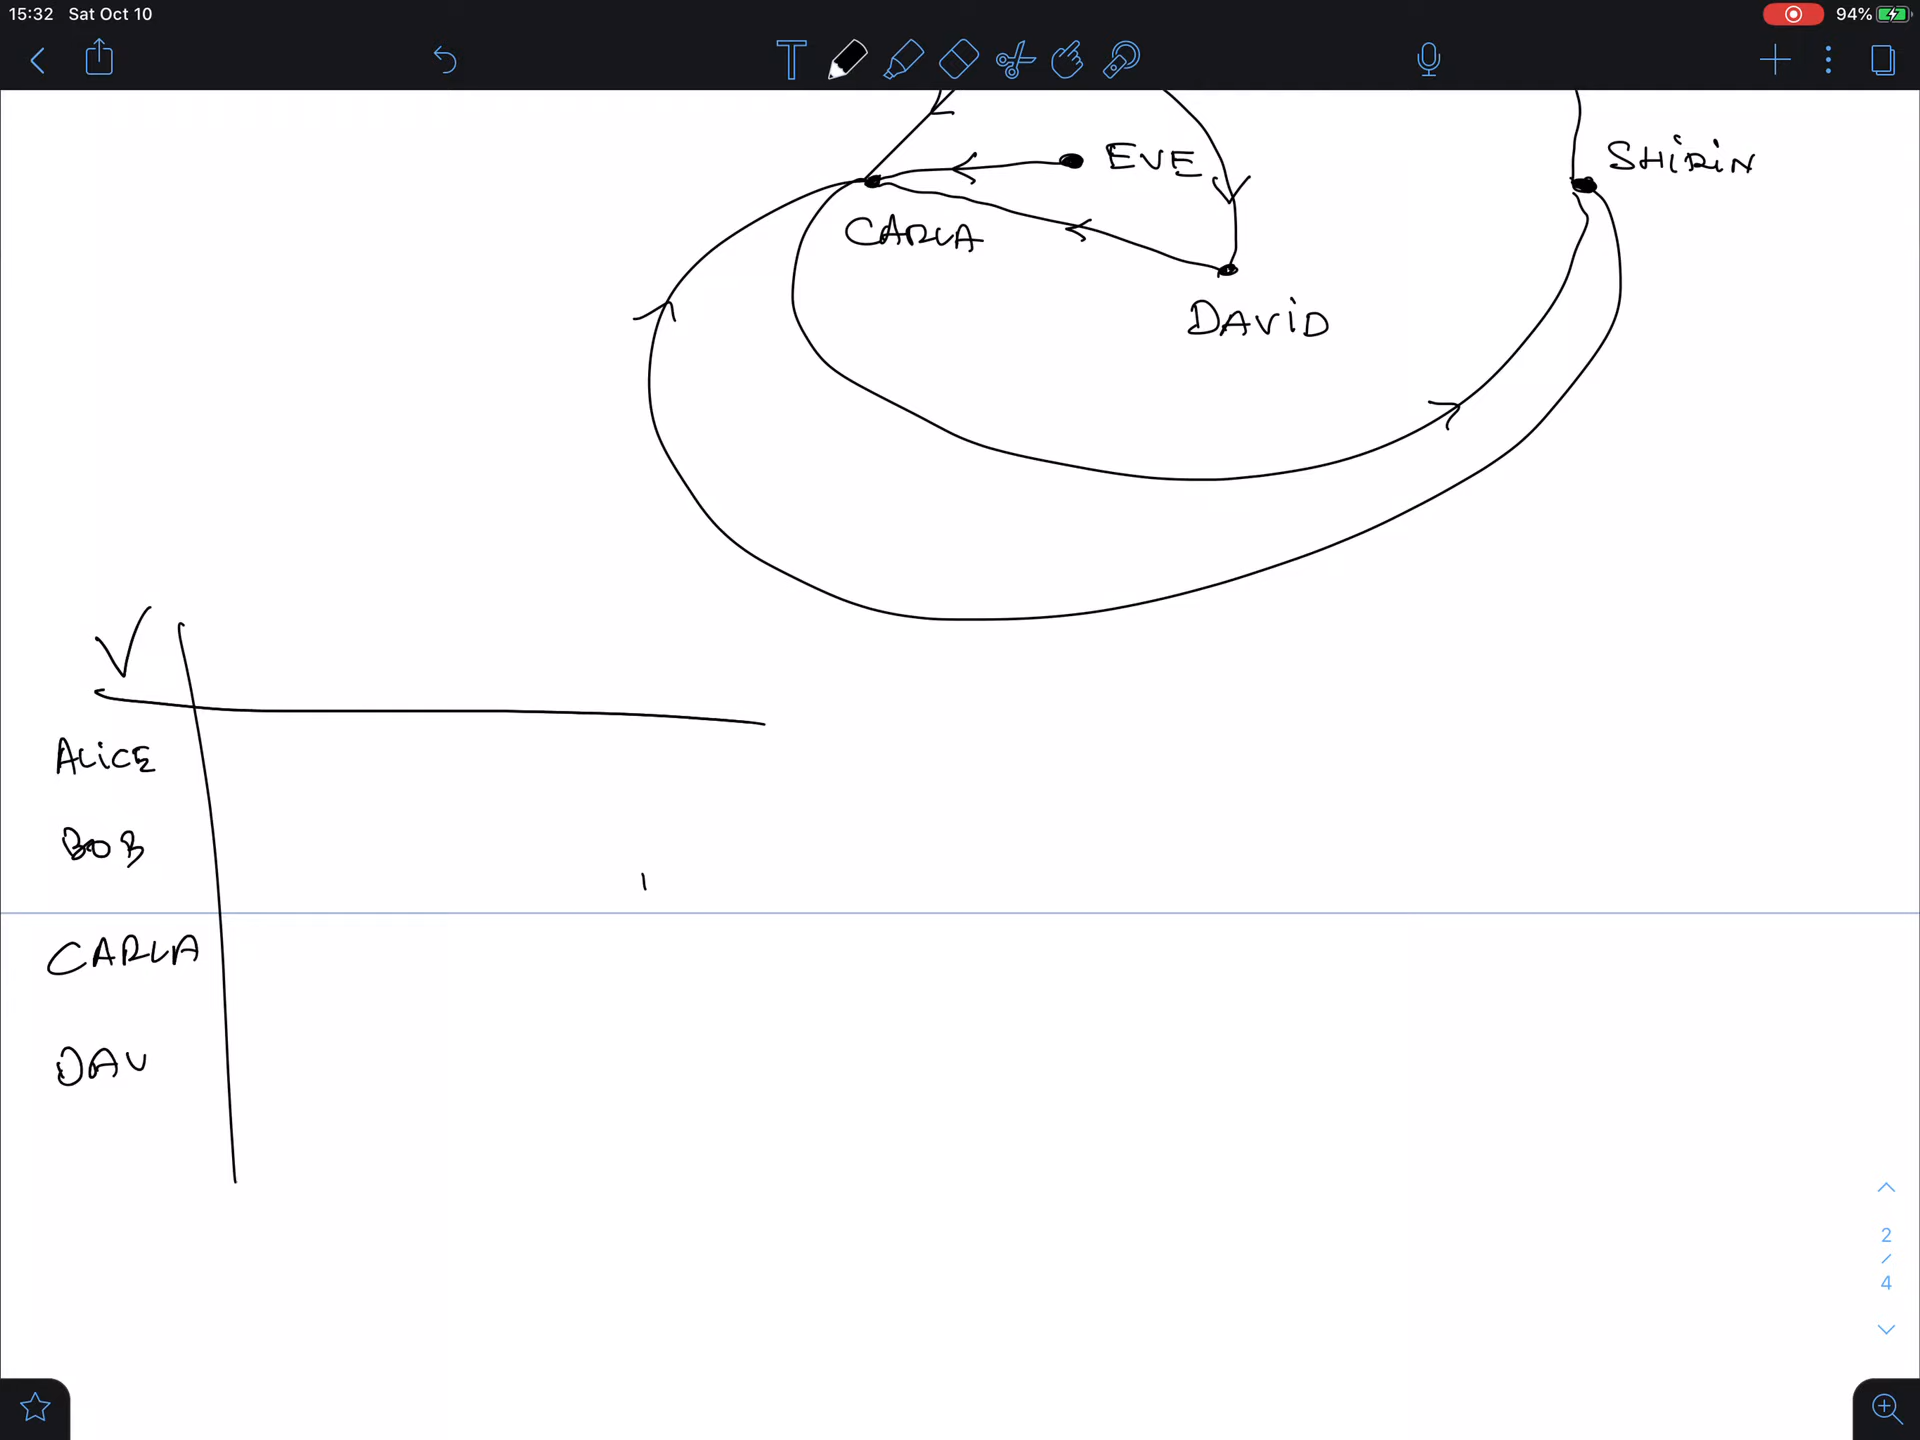 15:32 Sat Oct 10
94%
T
EVE
SHIRIN
CARLA
DAVID
V
ALiCE
BOB
CARLA
DAV
2
/
4